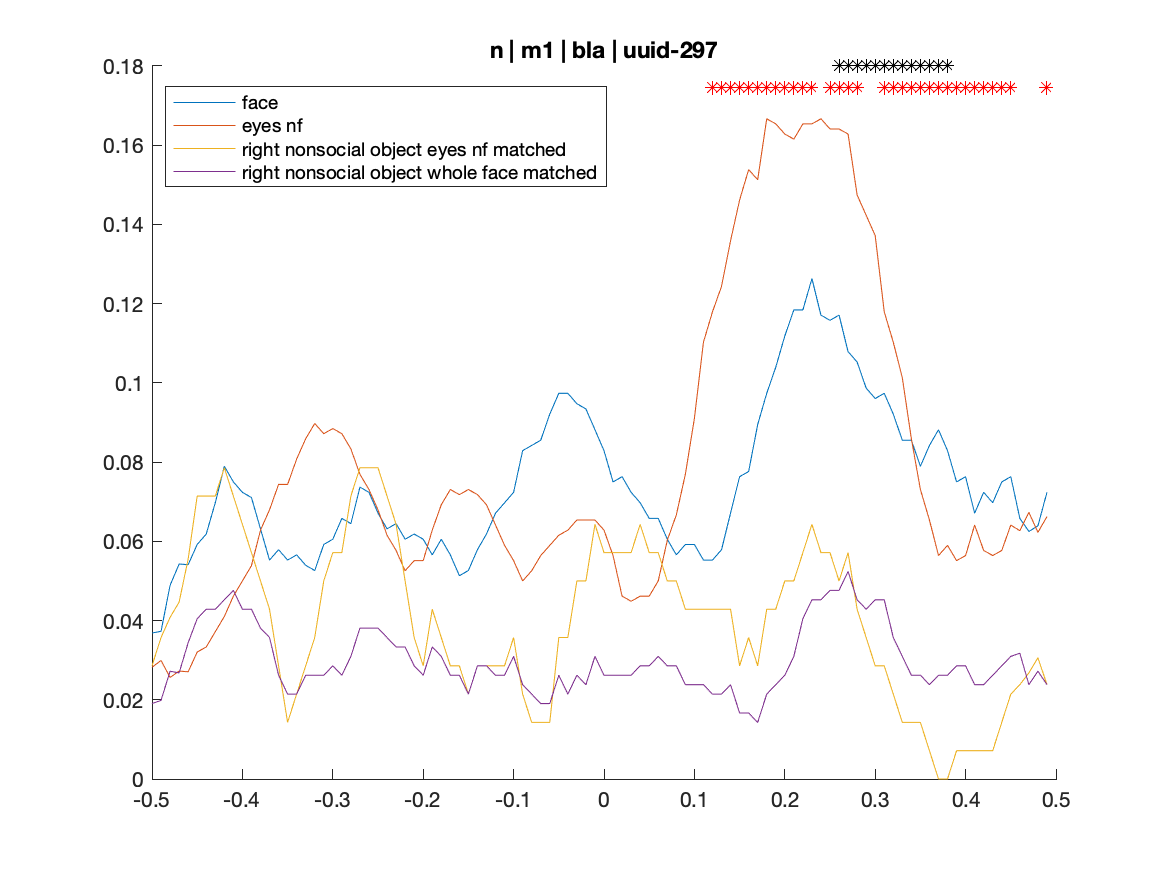 n | m1 | bla | uuid-297
0.18
0.16
0.14
0.12
0.1
0.08
0.06
0.04
0.02
0
face
eyes nf
right nonsocial object eyes nf matched
right nonsocial object whole face matched
-0.5 -0.4 -0.3 -0.2 -0.1 0 0.1 0.2 0.3 0.4 0.5